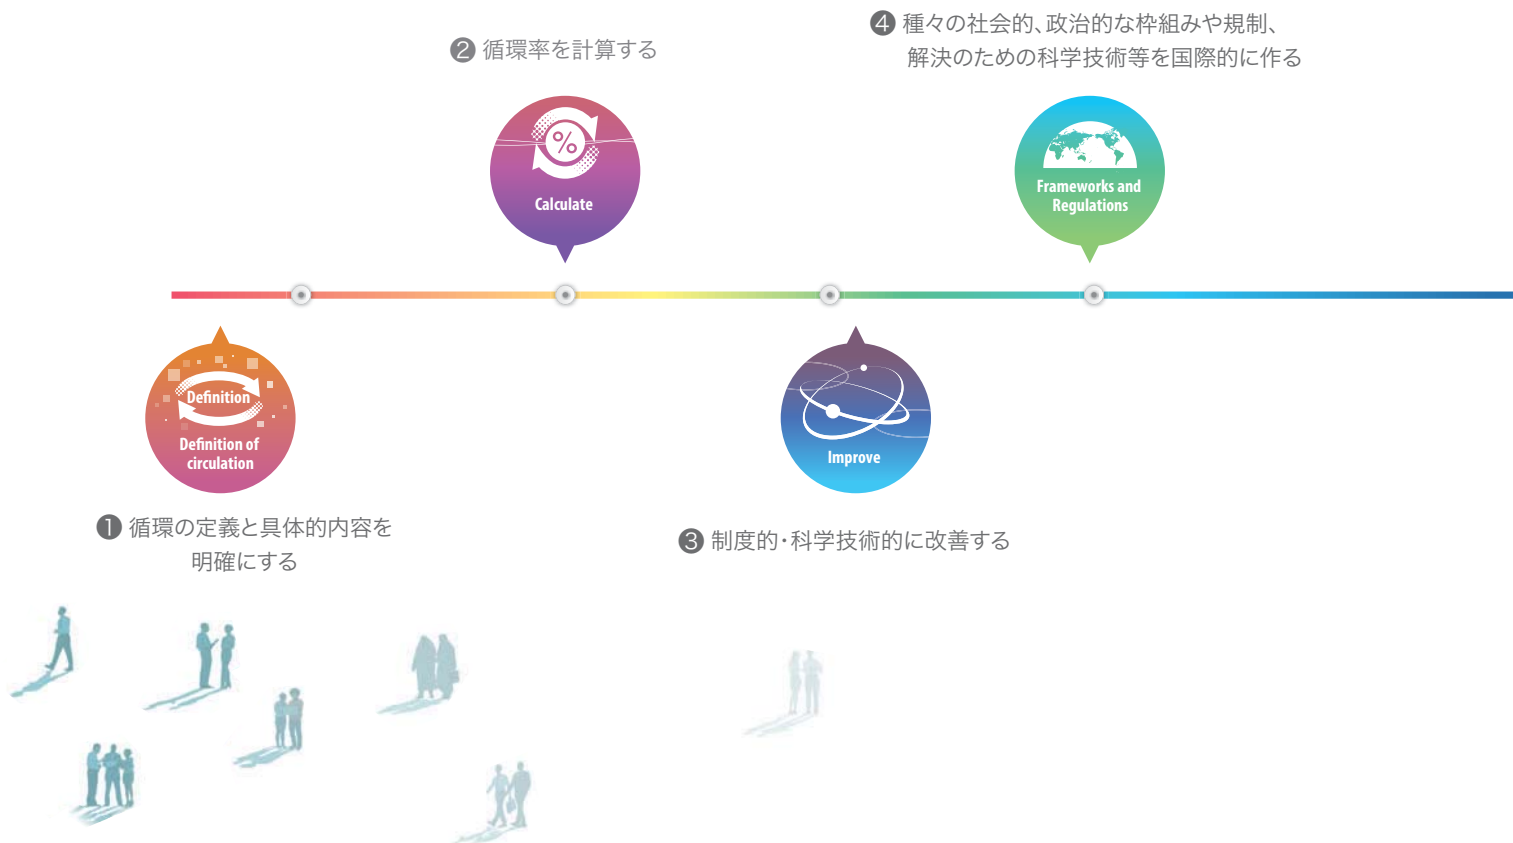 ❹ 種々の社会的、政治的な枠組みや規制、
解決のための科学技術等を国際的に作る
❷ 循環率を計算する
%
Calculate
Frameworks and
Regulations
Definition
Definition of
circulation
Improve
❶ 循環の定義と具体的内容を
明確にする
❸ 制度的・科学技術的に改善する